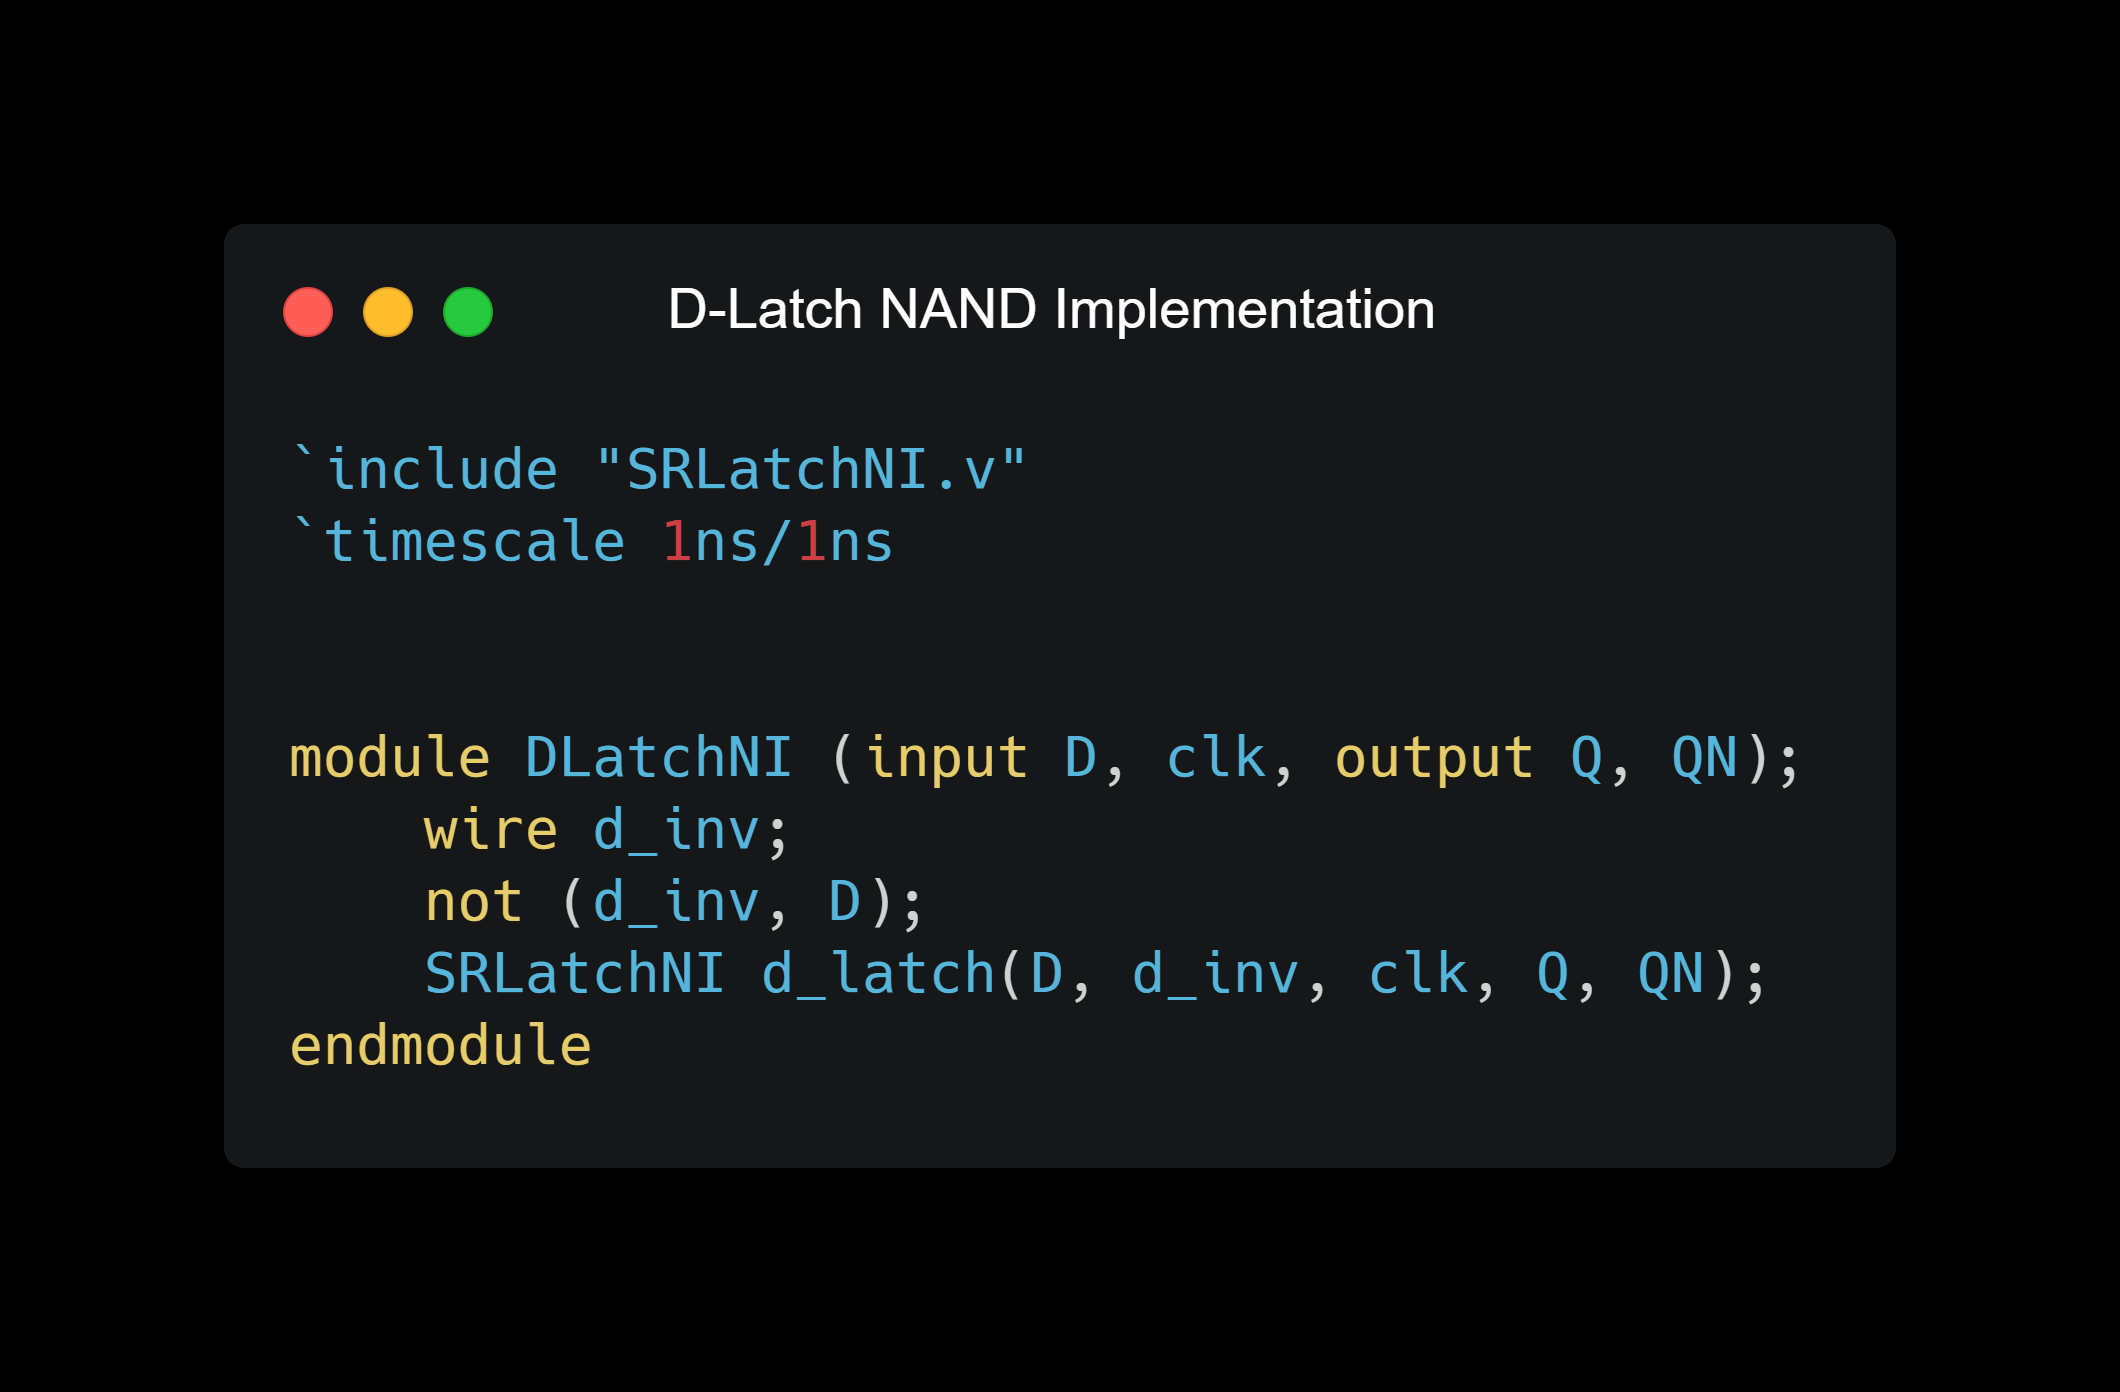 D-Latch NAND Implementation
`include "SRLatchNI.v"
`timescale 1ns/1ns
module DLatchNI (input D, clk, output Q, QN);
    wire d_inv;
    not (d_inv, D);
    SRLatchNI d_latch(D, d_inv, clk, Q, QN);
endmodule